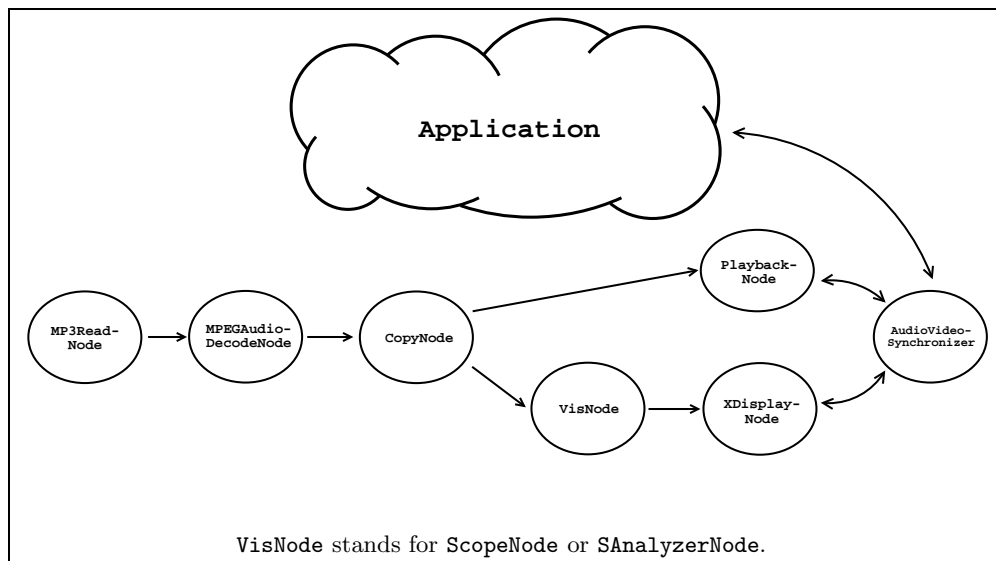 Application
Playback-
Node
MP3Read-
Node
MPEGAudio-
DecodeNode
CopyNode
AudioVideo-
Synchronizer
VisNode
XDisplay-
Node
VisNode stands for ScopeNode or SAnalyzerNode.